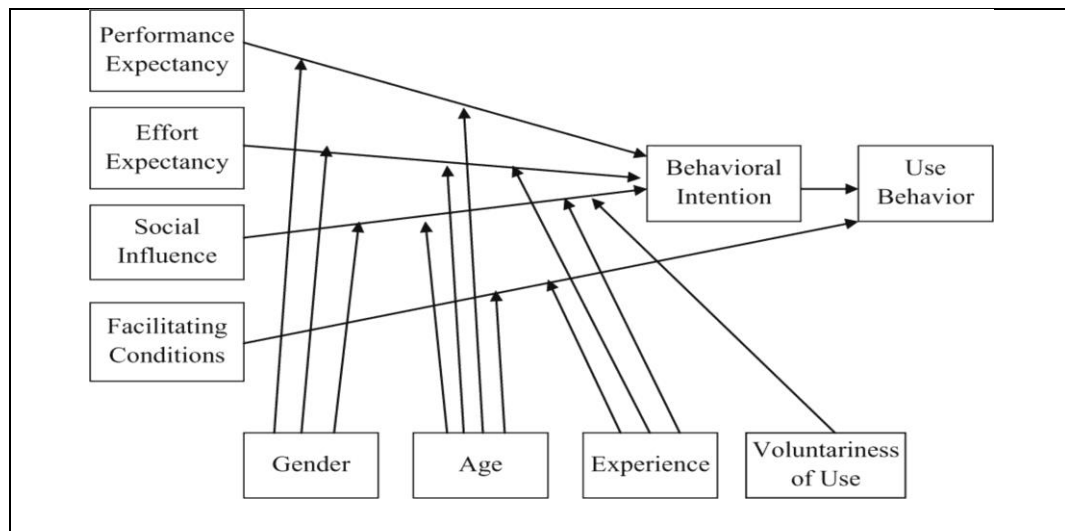 Performance
Expectancy
Effort
Expectancy
Social
Influence
Facilitating
Conditions
Behavioral
Intention
Use
Behavior
Gender
Age
Experience
Voluntariness
of Use